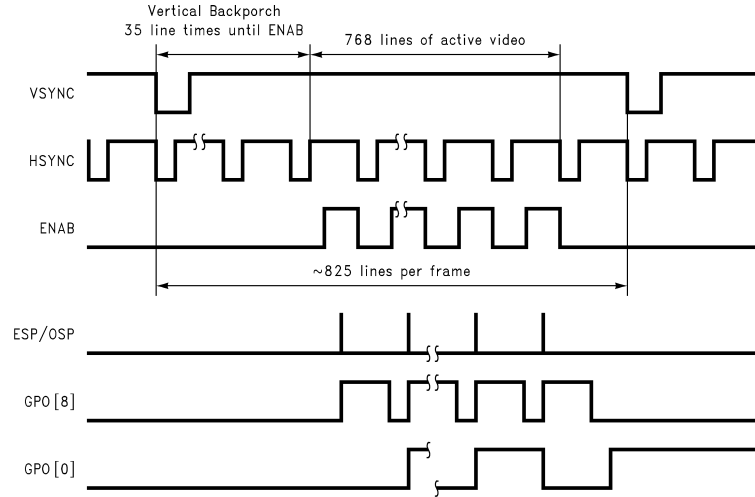 Vertical Backporch
35 line times until ENAB
768 lines of active video
VSYNC
HSYNC
ENAB
~825 lines per frame
ESP/OSP
GPO[8]
GPO[0]